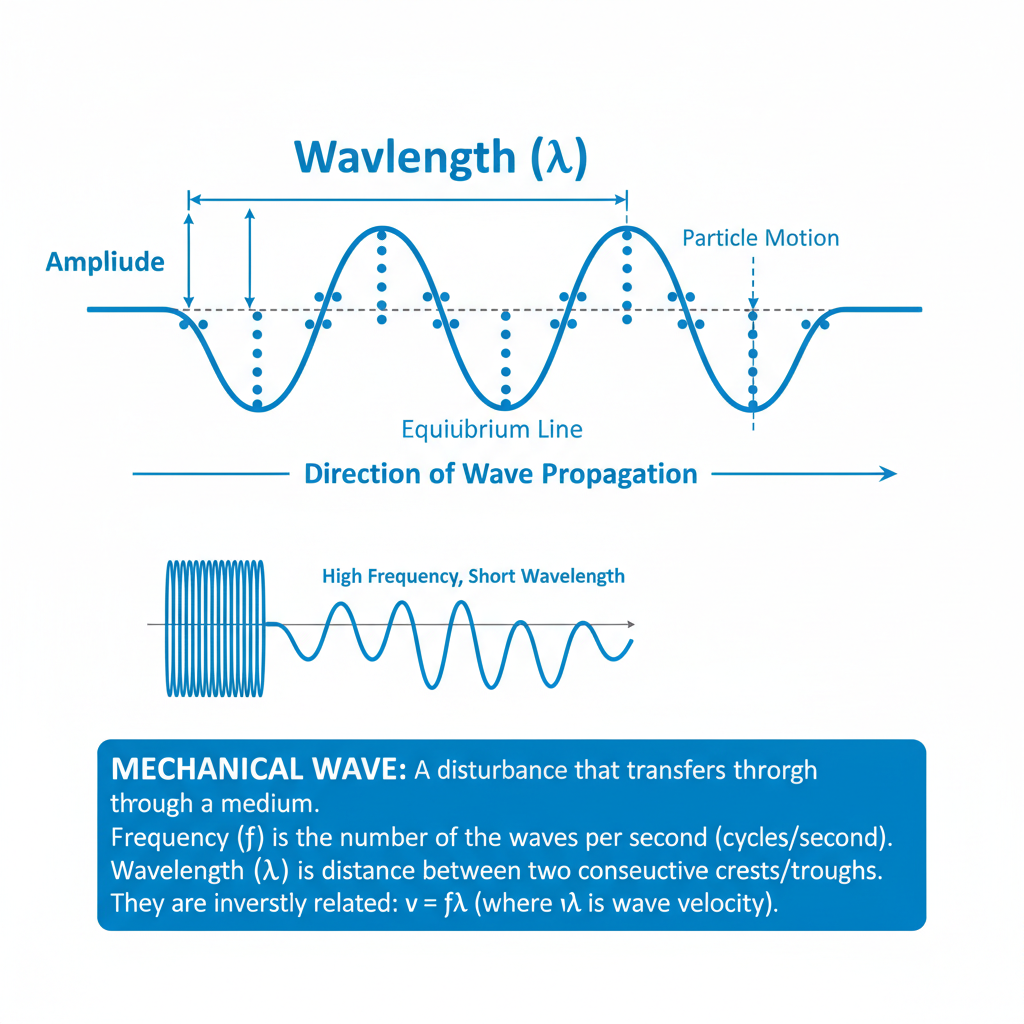 Wavlength (λ)
Particle Motion
Ampliude
Equiubrium Line
Direction of Wave Propagation
High Frequency, Short Wavelength
MECHANICAL WAVE: A disturbance that transfers throrgh
through a medium.
Frequency (ƒ) is the number of the waves per second (cycles/second).
Wavelength (λ) is distance between two conseuctive crests/troughs.
They are inverstly related: v = ƒλ (where ıλ is wave velocity).